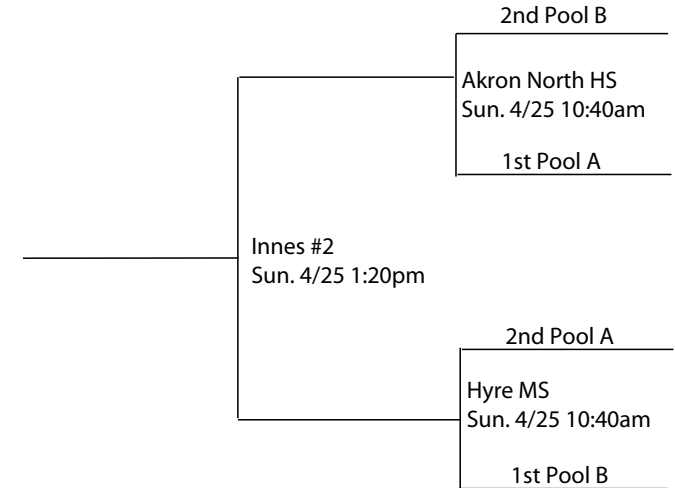 2nd Pool B
Akron North HS
Sun. 4/25 10:40am
1st Pool A
Innes #2
Sun. 4/25 1:20pm
2nd Pool A
Hyre MS
Sun. 4/25 10:40am
1st Pool B